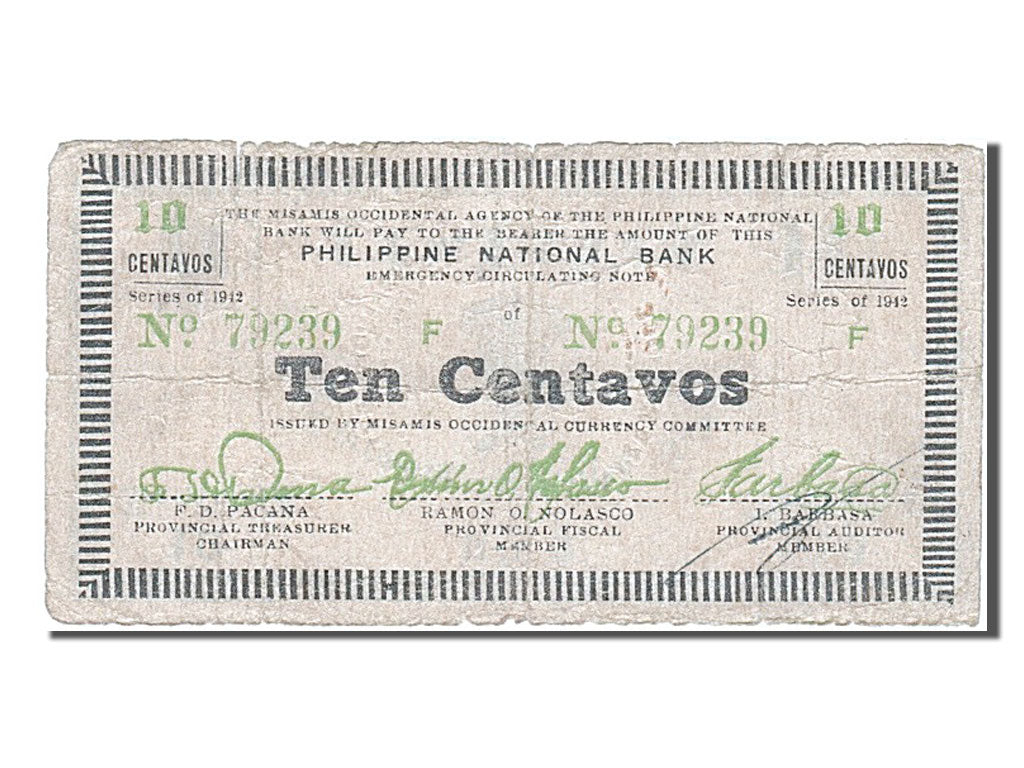 10
THE MISAMIS OCCIDENTAL AGENCY OF THE PHILIPPINE NATIONAL
10
BANK WILL PAY TO THE BEARER THE AMOUNT OF THIS
CENTAVOS
PHILIPPINE NATIONAL BANK
CENTAVOS
EMERGENCY CIRCULATING NOTE
Series of 1942
Series of 1942
of
No 79239 F
No 79239 F
Ten Centavos
ISSUED BY MISAMIS OCCIDENTAL CURRENCY COMMITTEE
F. D. PACANA
RAMON O. NOLASCO
J. BARBASA
PROVINCIAL TREASURER
PROVINCIAL FISCAL
PROVINCIAL AUDITOR
CHAIRMAN
MEMBER
MEMBER